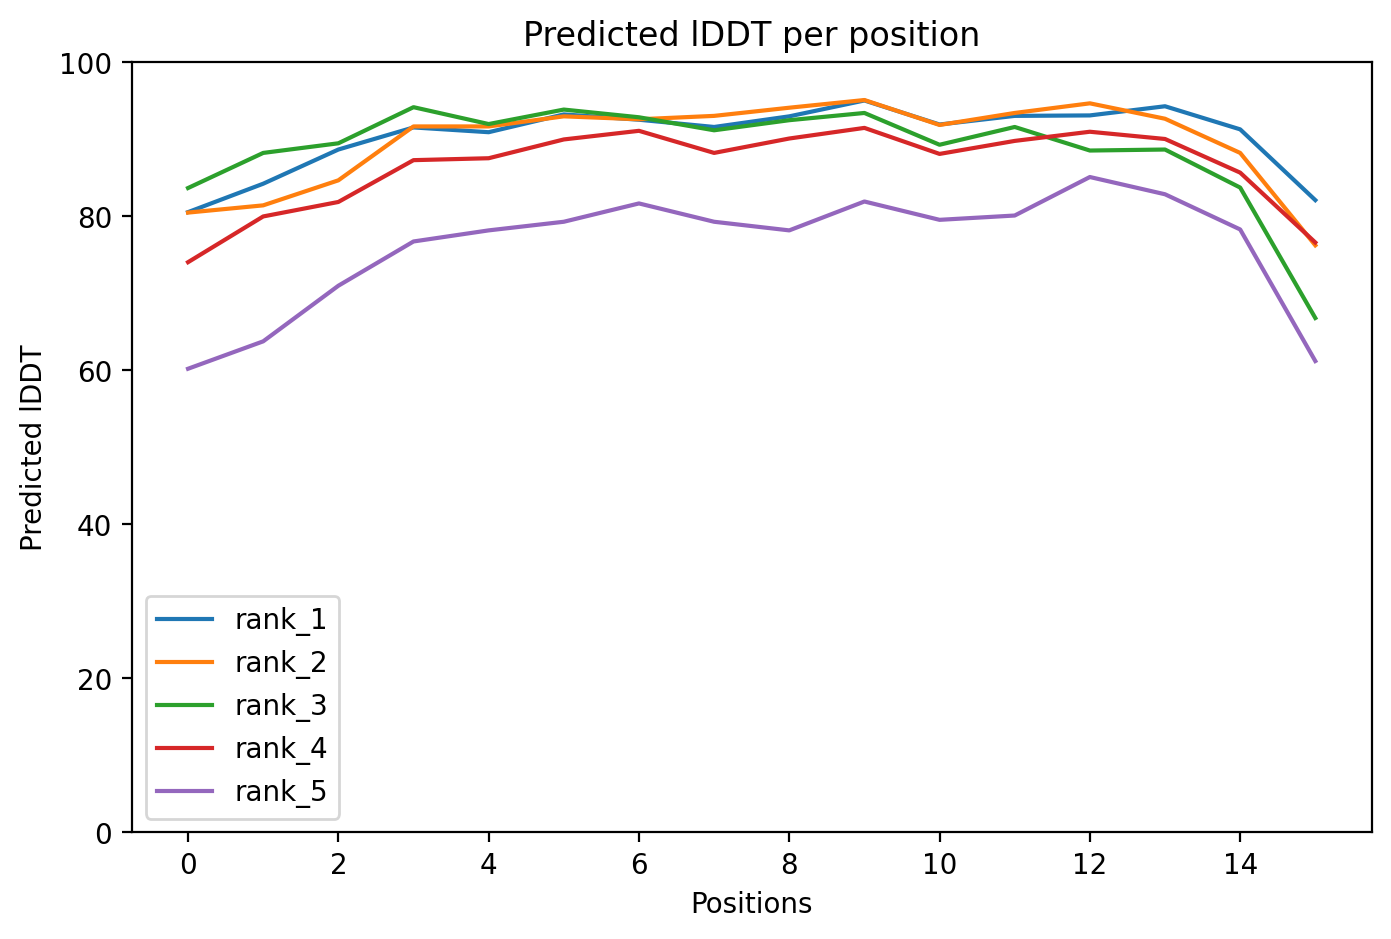 Predicted lDDT per position
100
80
60
40
20
0
Predicted lDDT
rank_1
rank_2
rank_3
rank_4
rank_5
0 2 4 6 8 10 12 14
Positions